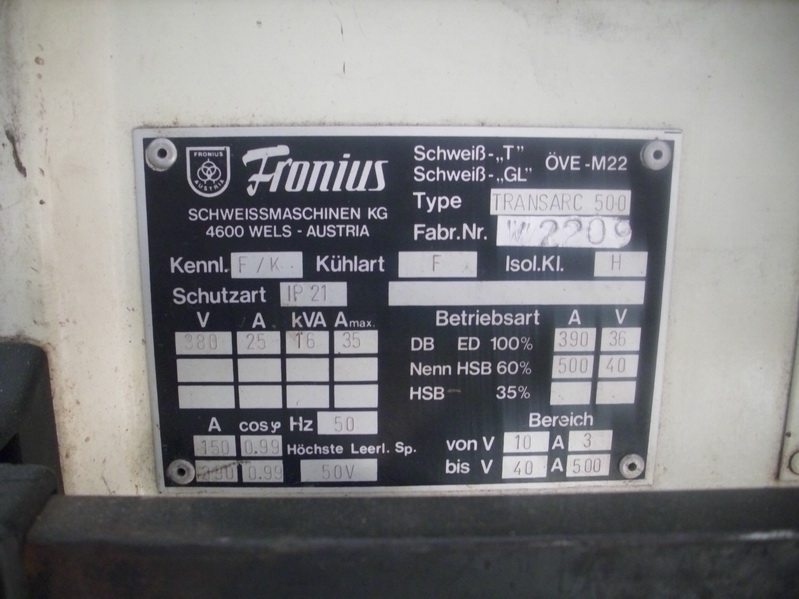 FRONIUS
AUSTRIA
Fronius
SCHWEISSMASCHINEN KG
4600 WELS - AUSTRIA
Schweiß-„T"
Schweiß-„GL"
ÖVE-M22
Type TRANSARC 500
Fabr.Nr. W 2209
Kennl. F/K Kühlart F Isol.Kl. H
Schutzart IP 21
V A kVA Amax.
380 25 16 35
A cos φ Hz 50
150 0.99 Höchste Leerl. Sp.
390 0.99 50V
Betriebsart A V
DB ED 100% 390 36
Nenn HSB 60% 500 40
HSB 35%
Bereich
von V 10 A 3
bis V 40 A 500